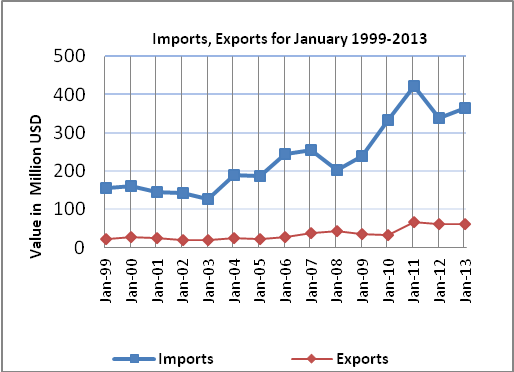 Imports, Exports for January 1999-2013
Value in Million USD
500
400
300
200
100
0
Jan-99
Jan-00
Jan-01
Jan-02
Jan-03
Jan-04
Jan-05
Jan-06
Jan-07
Jan-08
Jan-09
Jan-10
Jan-11
Jan-12
Jan-13
Imports Exports